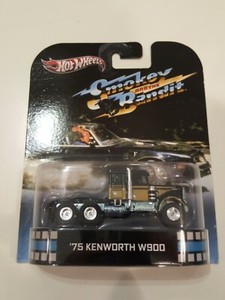 HOT WHEELS
Smokey
AND THE
Bandit
'75 KENWORTH W900